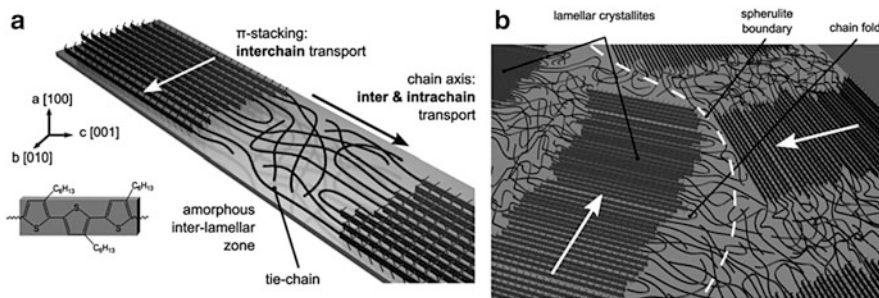 a
π-stacking:
interchain transport
chain axis:
inter & intrachain
transport
a [100]
c [001]
b [010]
C₆H₁₃
C₆H₁₃
S
S
S
C₆H₁₃
amorphous
inter-lamellar
zone
tie-chain
b
lamellar crystallites
spherulite
boundary
chain fold